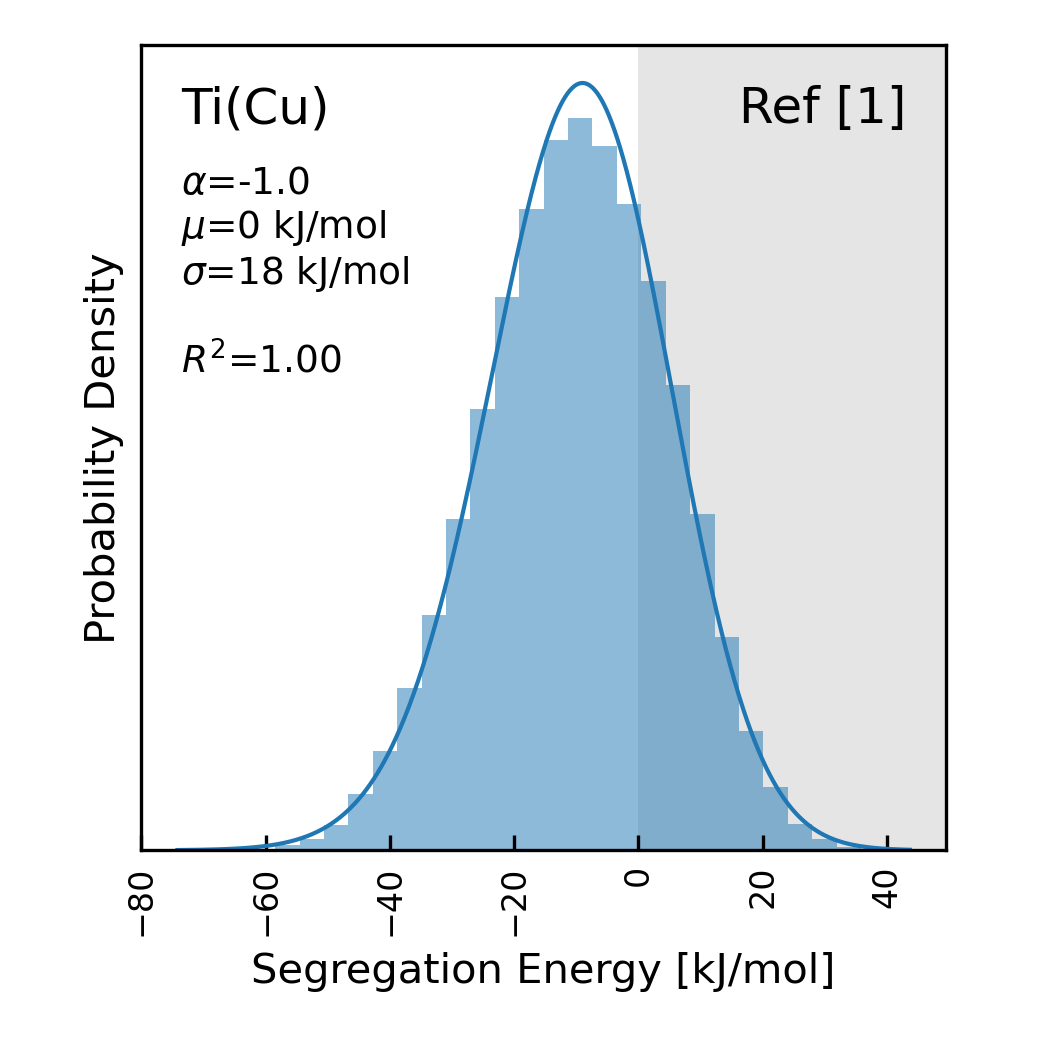 Ti(Cu)
Ref [1]
α=-1.0
μ=0 kJ/mol
σ=18 kJ/mol
R²=1.00
Probability Density
−80 −60 −40 −20 0 20 40
Segregation Energy [kJ/mol]